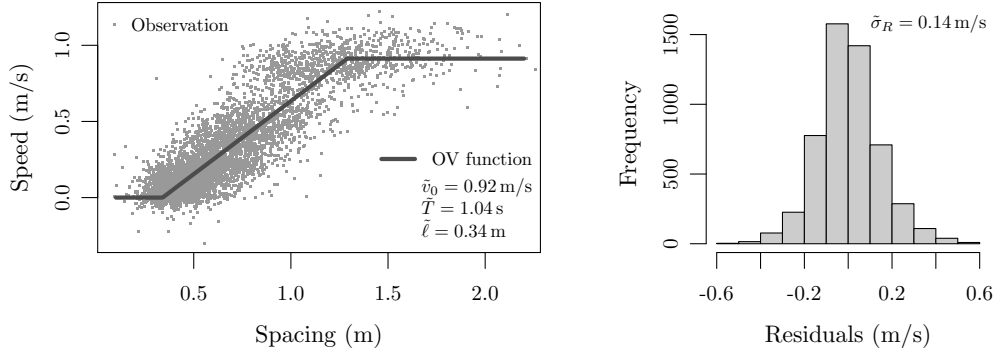 Observation
OV function
ṽ₀ = 0.92 m/s
T̃ = 1.04 s
ℓ̃ = 0.34 m
Speed (m/s)
0.0
0.5
1.0
0.5
1.0
1.5
2.0
Spacing (m)
σ̃_R = 0.14 m/s
Frequency
0
500
1000
1500
-0.6
-0.2
0.2
0.6
Residuals (m/s)